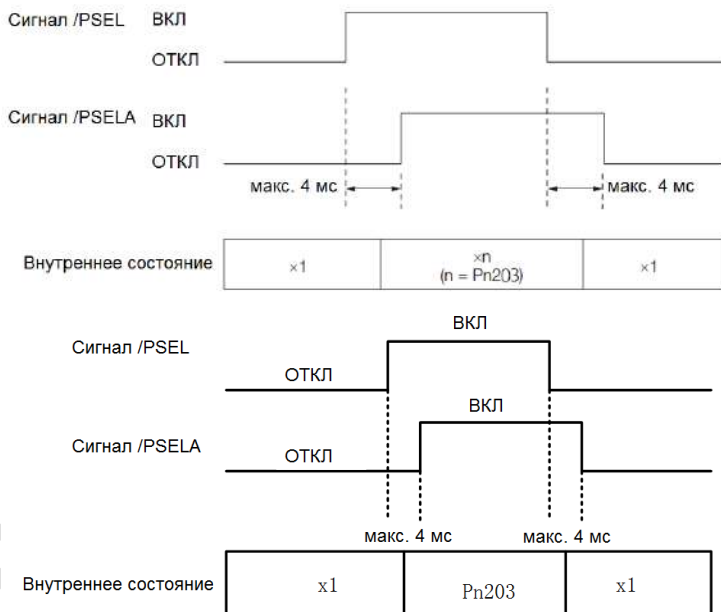 Сигнал /PSEL ВКЛ
ОТКЛ
Сигнал /PSELA ВКЛ
ОТКЛ
макс. 4 мс макс. 4 мс
Внутреннее состояние ×1 ×n ×1
(n = Pn203)
ВКЛ
Сигнал /PSEL
ОТКЛ
ВКЛ
Сигнал /PSELA
ОТКЛ
макс. 4 мс макс. 4 мс
Внутреннее состояние x1 Pn203 x1